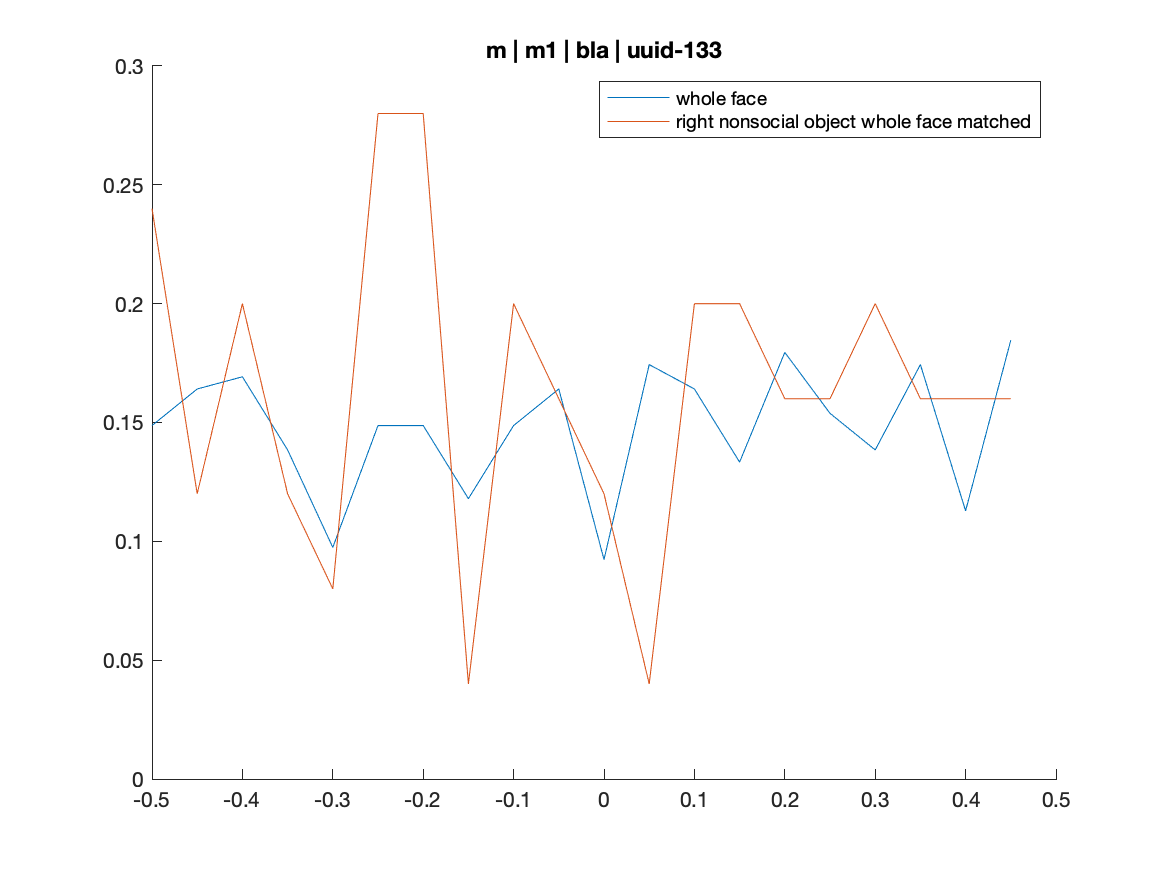 m | m1 | bla | uuid-133
whole face
right nonsocial object whole face matched
0.3
0.25
0.2
0.15
0.1
0.05
0
-0.5 -0.4 -0.3 -0.2 -0.1 0 0.1 0.2 0.3 0.4 0.5